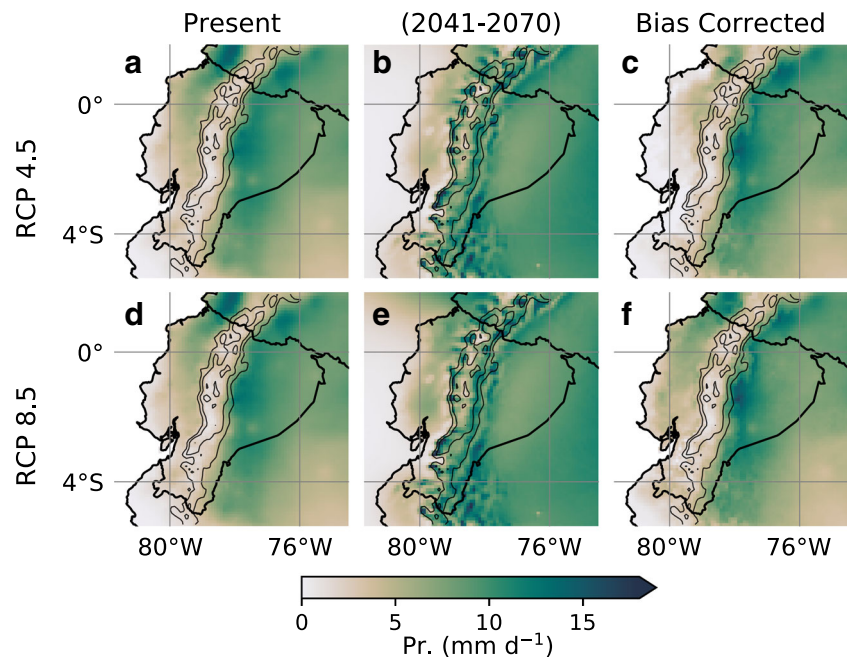 Present (2041-2070) Bias Corrected
a b c
0°
RCP 4.5
4°S
d e f
0°
RCP 8.5
4°S
80°W 76°W 80°W 76°W 80°W 76°W
0 5 10 15
Pr. (mm d⁻¹)